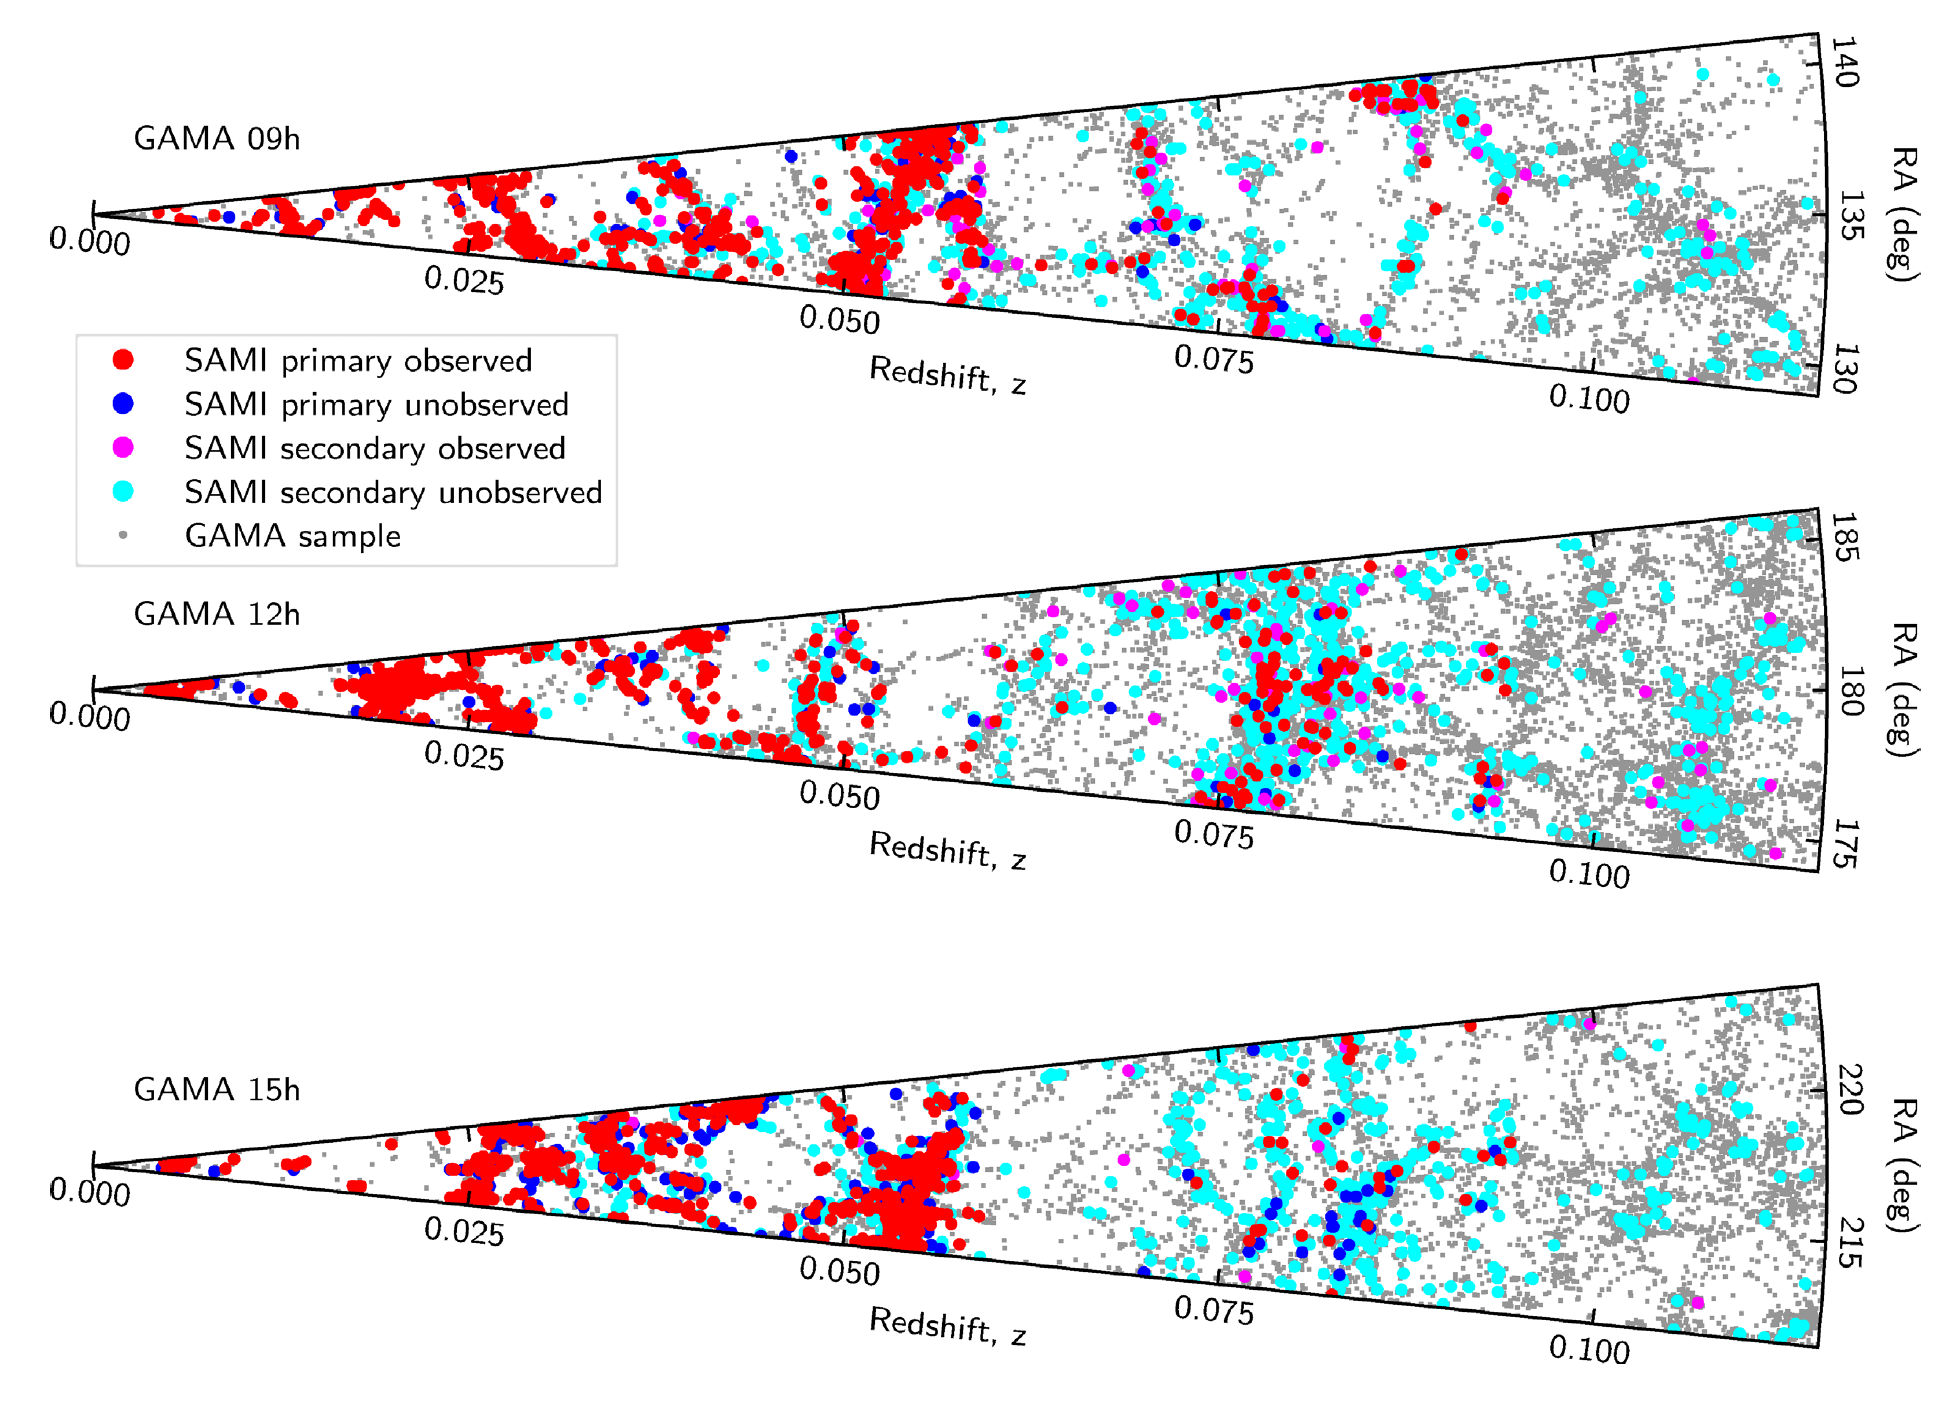 GAMA 09h
0.000
0.025
0.050
0.075
0.100
Redshift, z
140
135
130
RA (deg)
SAMI primary observed
SAMI primary unobserved
SAMI secondary observed
SAMI secondary unobserved
GAMA sample
GAMA 12h
0.000
0.025
0.050
0.075
0.100
Redshift, z
185
180
175
RA (deg)
GAMA 15h
0.000
0.025
0.050
0.075
0.100
Redshift, z
220
215
RA (deg)